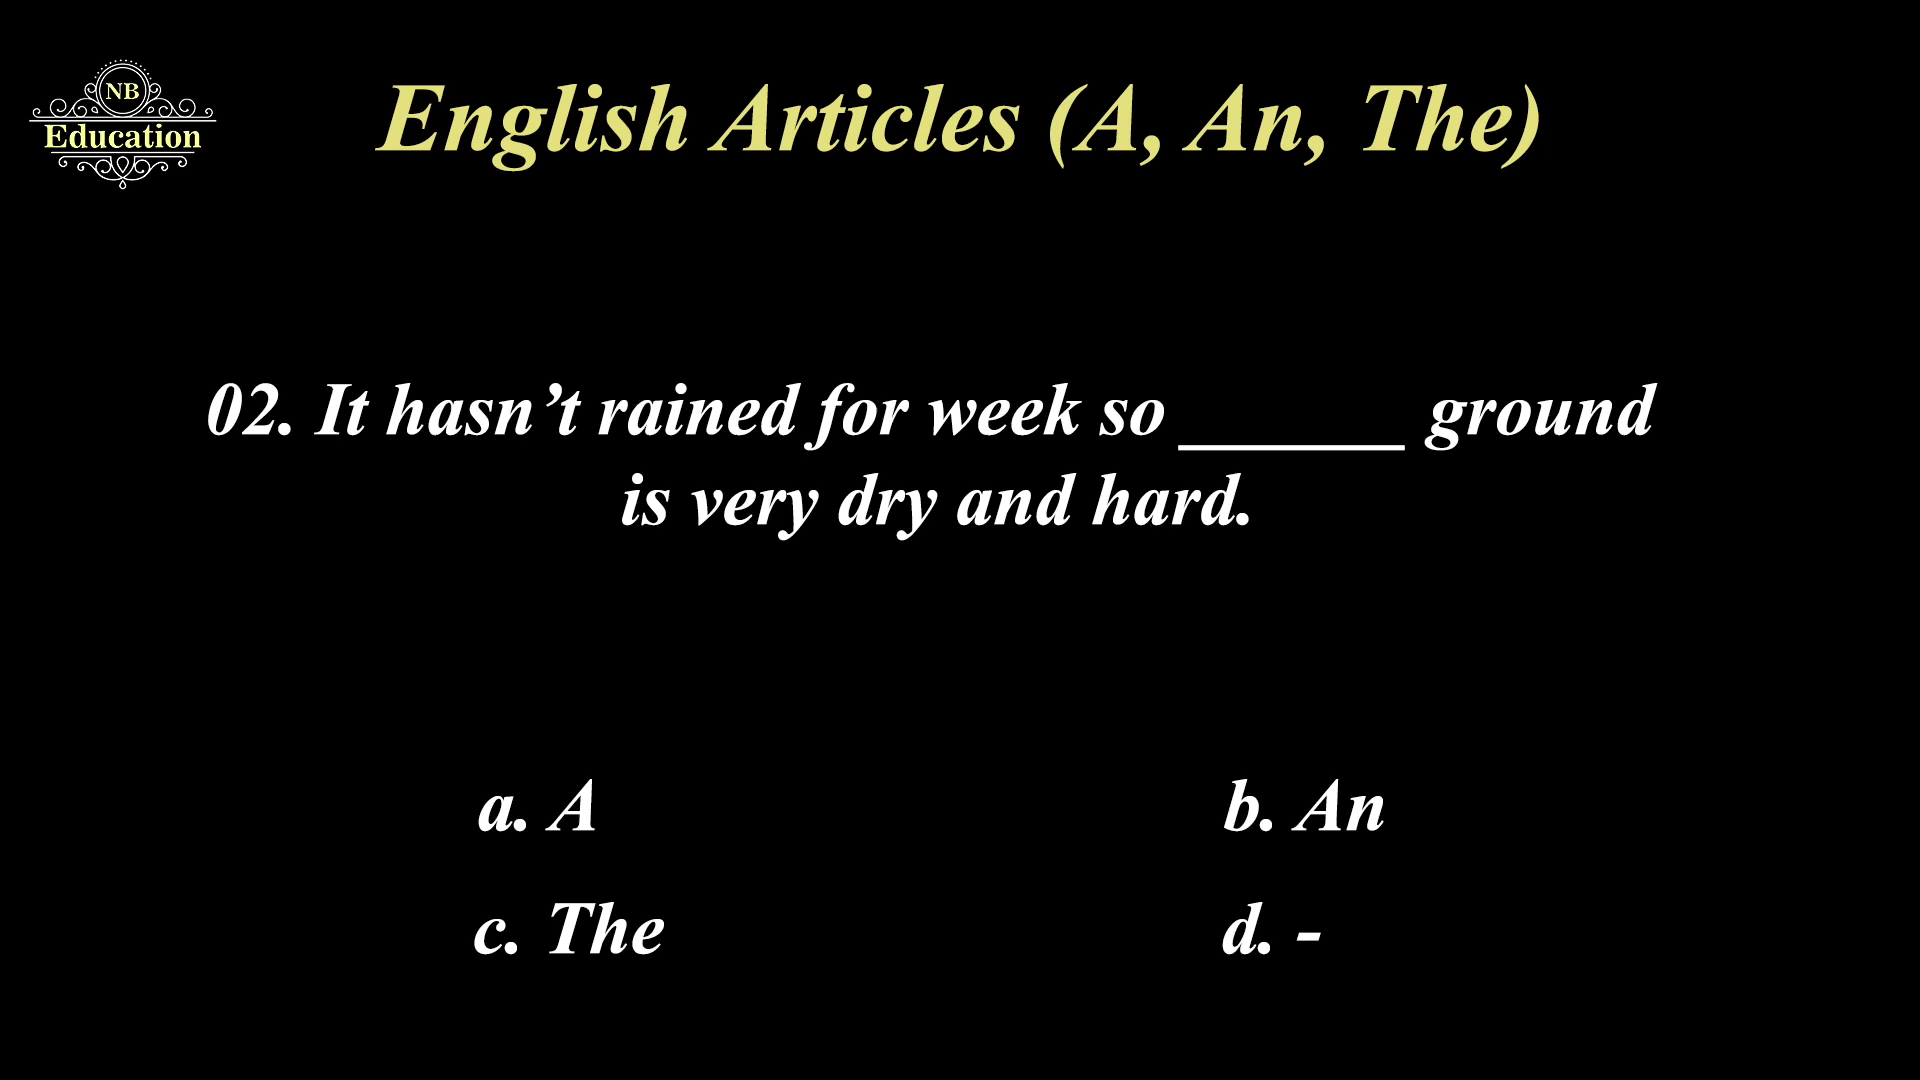 NB
Education
English Articles (A, An, The)
02. It hasn’t rained for week so ______ ground
is very dry and hard.
a. A
b. An
c. The
d. -